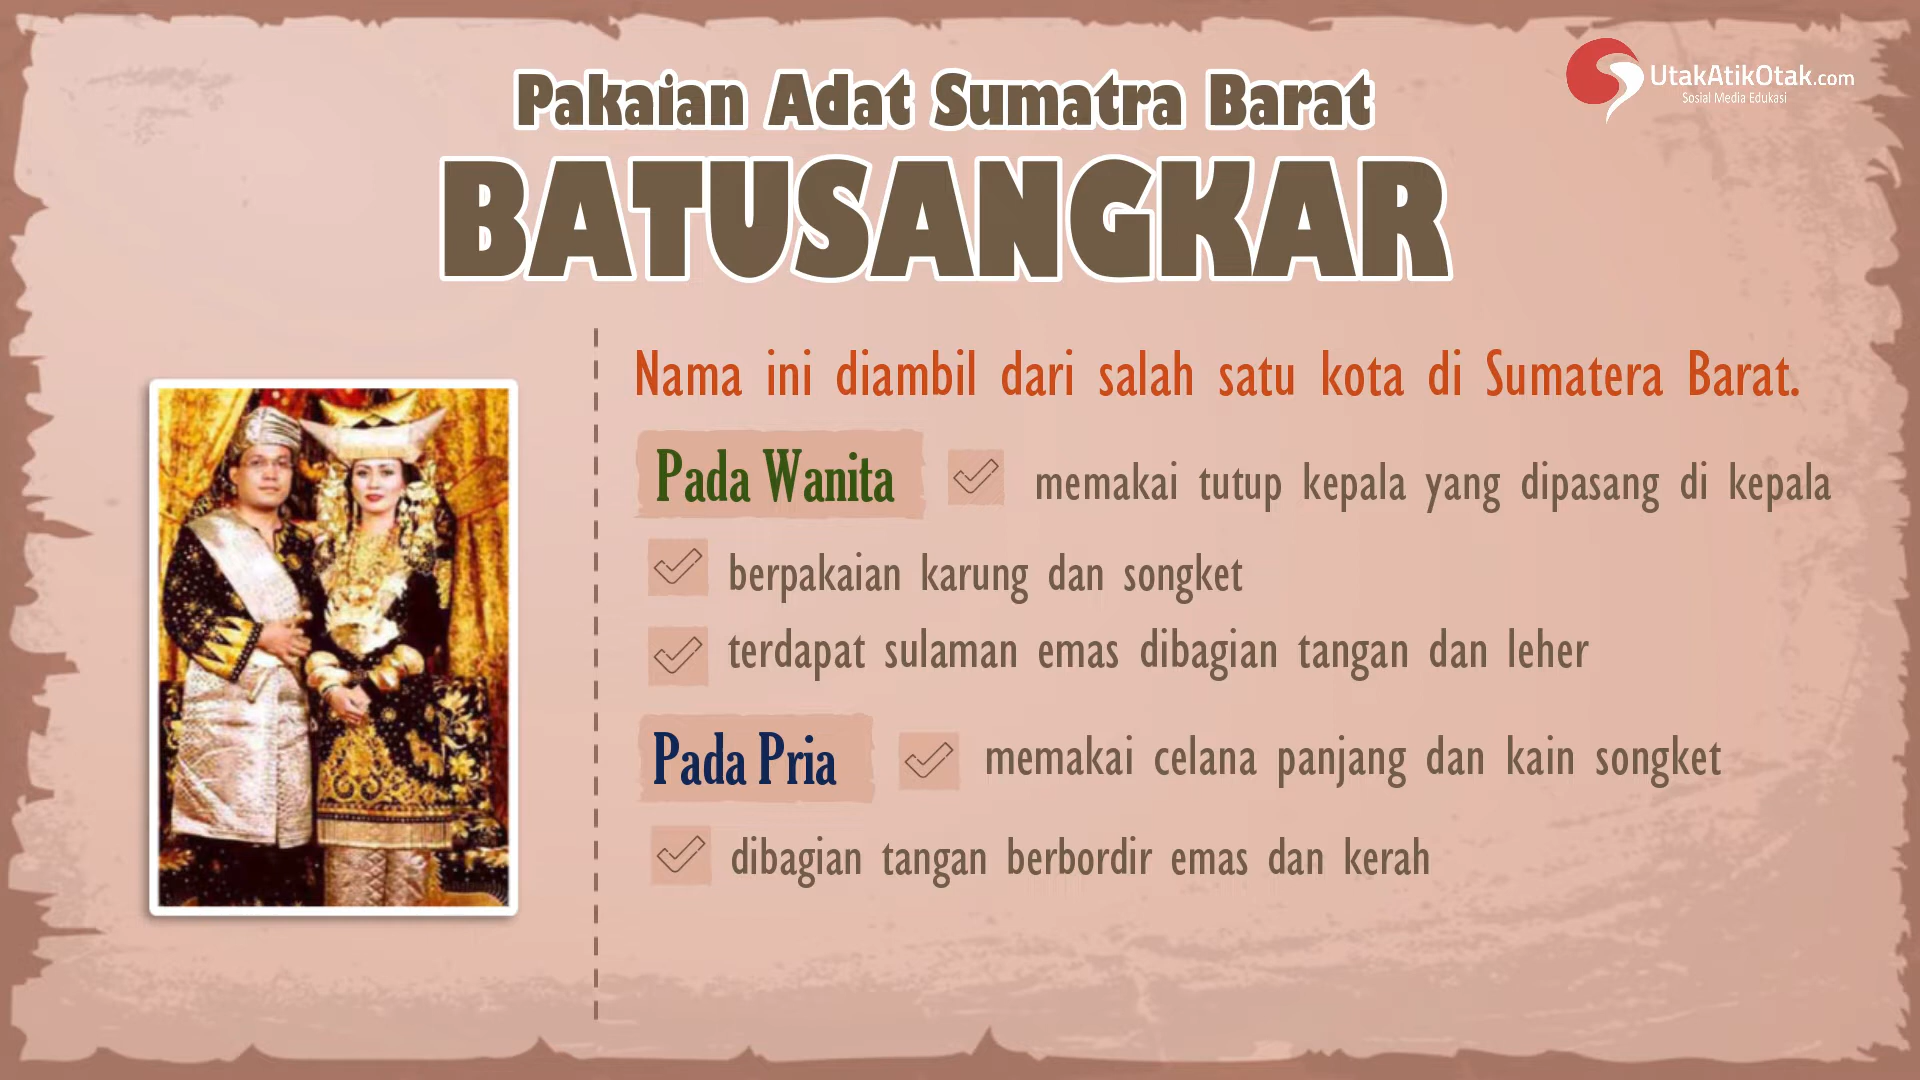 UtakAtikOtak.com
Sosial Media Edukasi
Pakaian Adat Sumatra Barat
BATUSANGKAR
Nama ini diambil dari salah satu kota di Sumatera Barat.
Pada Wanita memakai tutup kepala yang dipasang di kepala
berpakaian karung dan songket
terdapat sulaman emas dibagian tangan dan leher
Pada Pria memakai celana panjang dan kain songket
dibagian tangan berbordir emas dan kerah